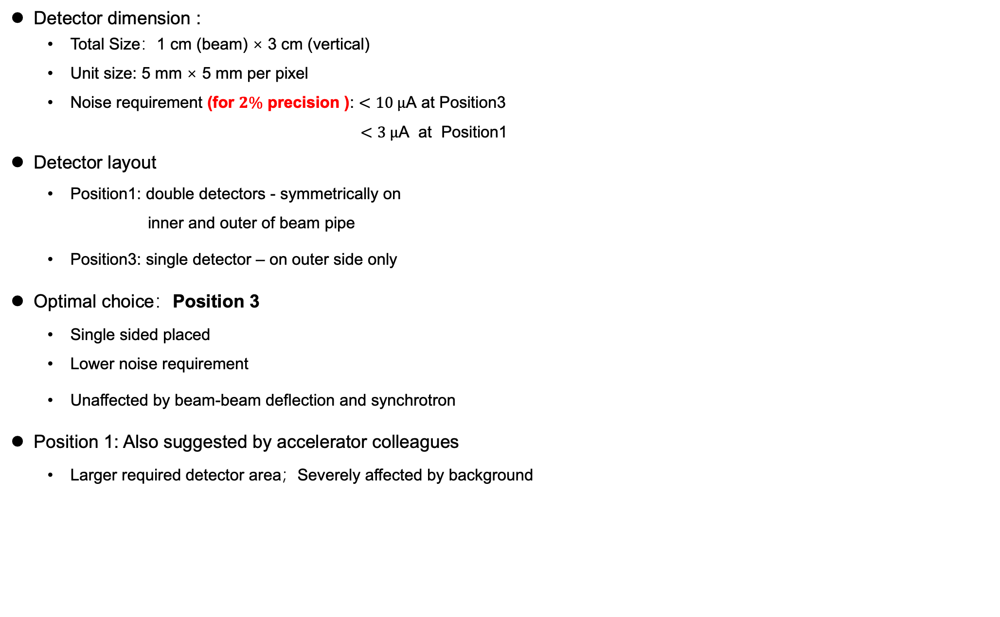 ● Detector dimension :
• Total Size： 1 cm (beam) × 3 cm (vertical)
• Unit size: 5 mm × 5 mm per pixel
• Noise requirement (for 2% precision ): < 10 μA at Position3
< 3 μA at Position1
● Detector layout
• Position1: double detectors - symmetrically on
inner and outer of beam pipe
• Position3: single detector – on outer side only
● Optimal choice： Position 3
• Single sided placed
• Lower noise requirement
• Unaffected by beam-beam deflection and synchrotron
● Position 1: Also suggested by accelerator colleagues
• Larger required detector area； Severely affected by background